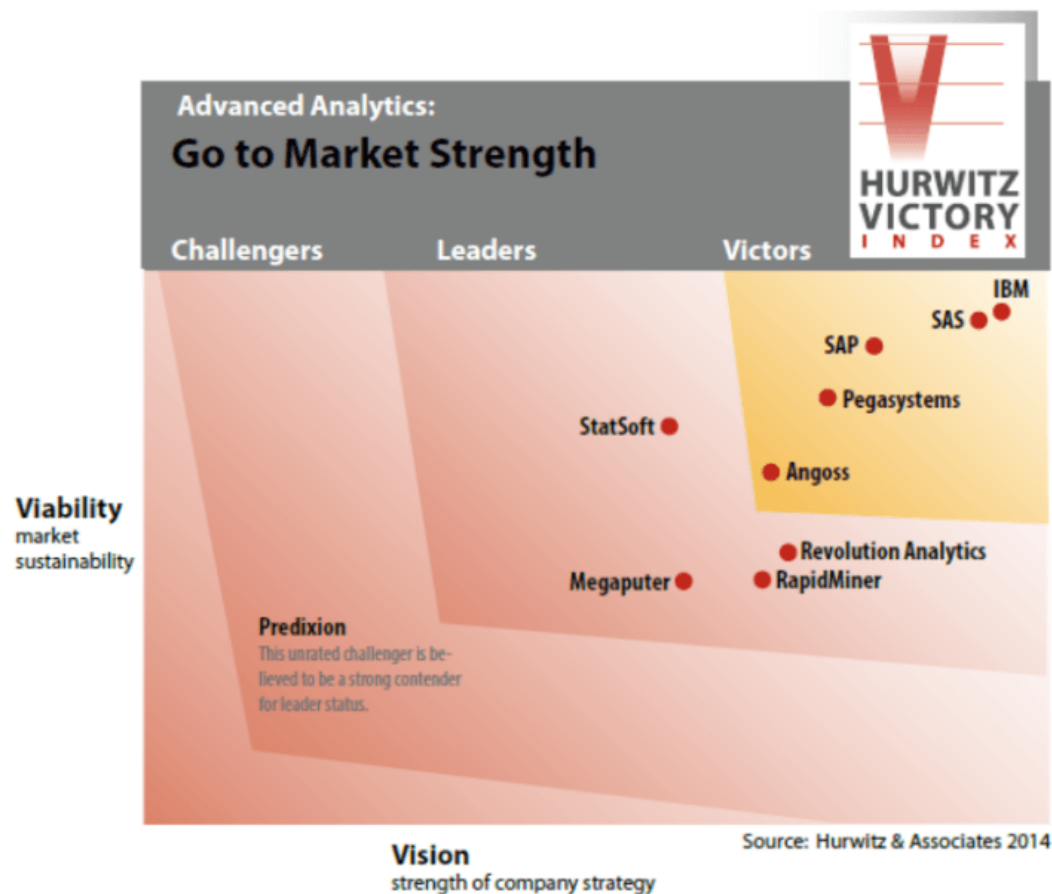 Advanced Analytics:
Go to Market Strength
HURWITZ
VICTORY
INDEX
Challengers
Leaders
Victors
IBM
SAS
SAP
Pegasystems
StatSoft
Angoss
Viability
market
sustainability
Revolution Analytics
Megaputer
RapidMiner
Predixion
This unrated challenger is be-
lieved to be a strong contender
for leader status.
Source: Hurwitz & Associates 2014
Vision
strength of company strategy